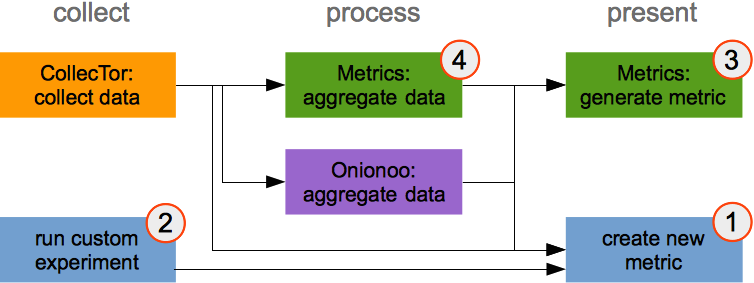 collect
process
present
CollecTor:
collect data
Metrics:
aggregate data
4
Metrics:
generate metric
3
Onionoo:
aggregate data
run custom
experiment
2
create new
metric
1